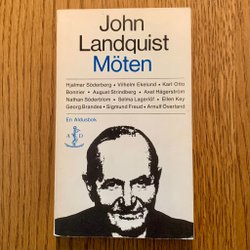 John
Landquist
Möten
Hjalmar Söderberg • Vilhelm Ekelund • Karl Otto
Bonnier • August Strindberg • Axel Hägerström
Nathan Söderblom • Selma Lagerlöf • Ellen Key
Georg Brandes • Sigmund Freud • Arnulf Överland
En Aldusbok
A D